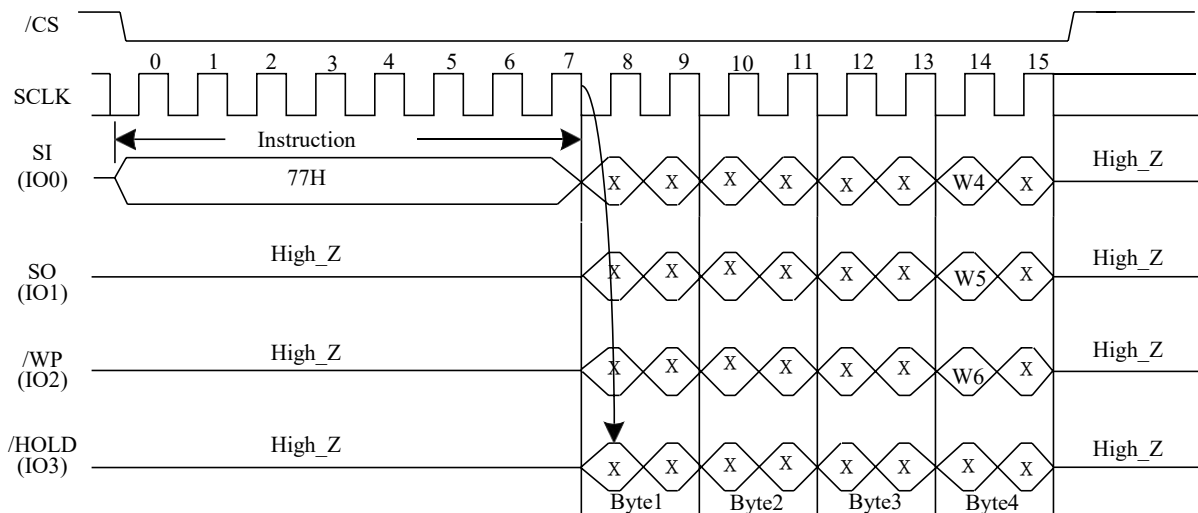 /CS
0 1 2 3 4 5 6 7 8 9 10 11 12 13 14 15
SCLK
Instruction
SI
(IO0)
77H
X X X X X X W4 X
High_Z
SO
(IO1)
High_Z
X X X X X X W5 X
High_Z
/WP
(IO2)
High_Z
X X X X X X W6 X
High_Z
/HOLD
(IO3)
High_Z
X X X X X X X X
High_Z
Byte1 Byte2 Byte3 Byte4